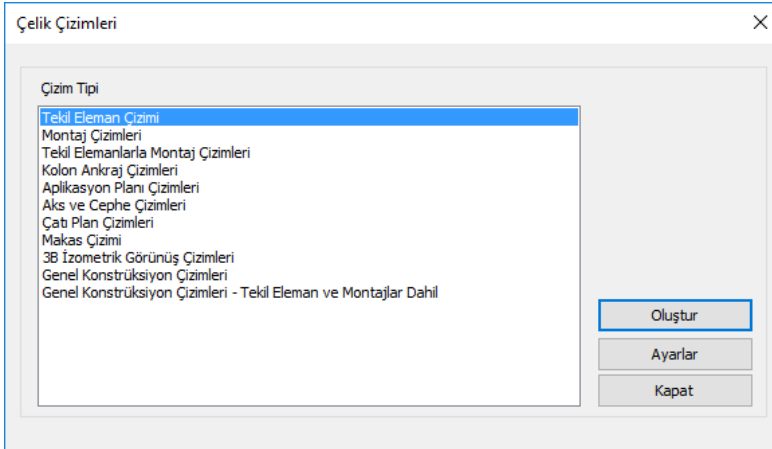 Çelik Çizimleri
Çizim Tipi
Tekil Eleman Çizimi
Montaj Çizimleri
Tekil Elemanlarla Montaj Çizimleri
Kolon Ankraj Çizimleri
Aplikasyon Planı Çizimleri
Aks ve Cephe Çizimleri
Çatı Plan Çizimleri
Makas Çizimi
3B İzometrik Görünüş Çizimleri
Genel Konstrüksiyon Çizimleri
Genel Konstrüksiyon Çizimleri - Tekil Eleman ve Montajlar Dahil
Oluştur
Ayarlar
Kapat